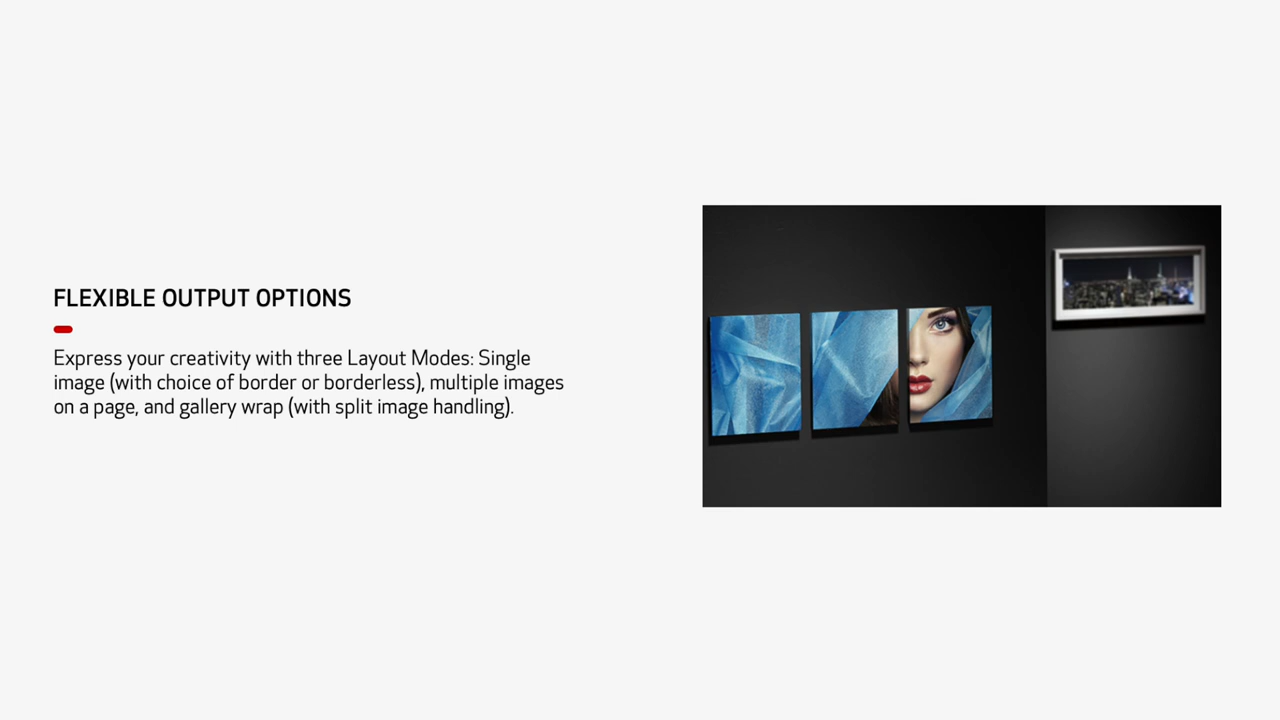 FLEXIBLE OUTPUT OPTIONS
Express your creativity with three Layout Modes: Single
image (with choice of border or borderless), multiple images
on a page, and gallery wrap (with split image handling).